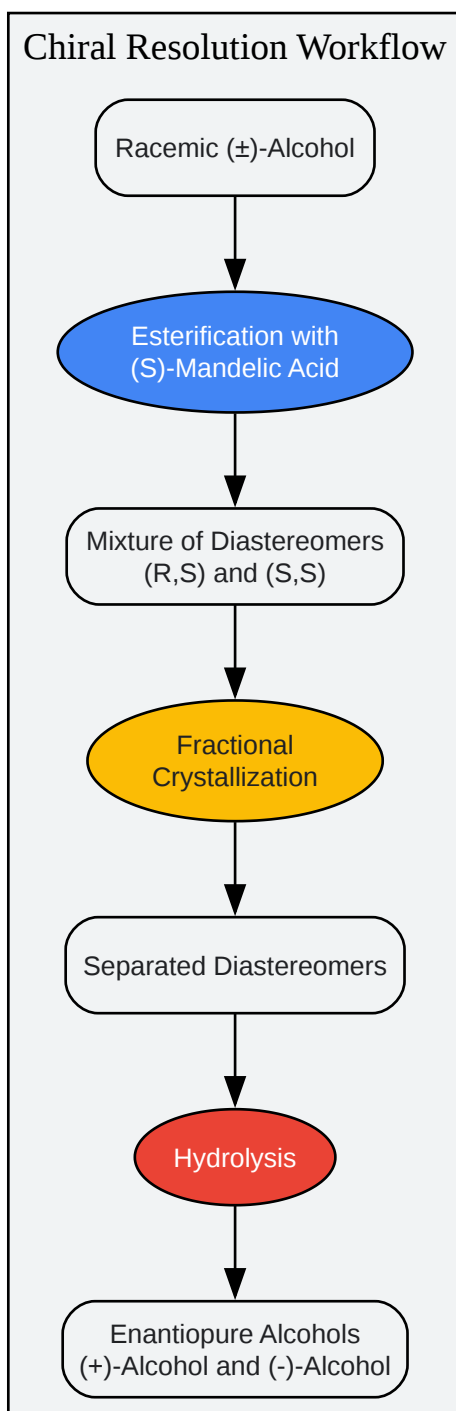 Chiral Resolution Workflow
Racemic (±)-Alcohol
Esterification with
(S)-Mandelic Acid
Mixture of Diastereomers
(R,S) and (S,S)
Fractional
Crystallization
Separated Diastereomers
Hydrolysis
Enantiopure Alcohols
(+)-Alcohol and (-)-Alcohol